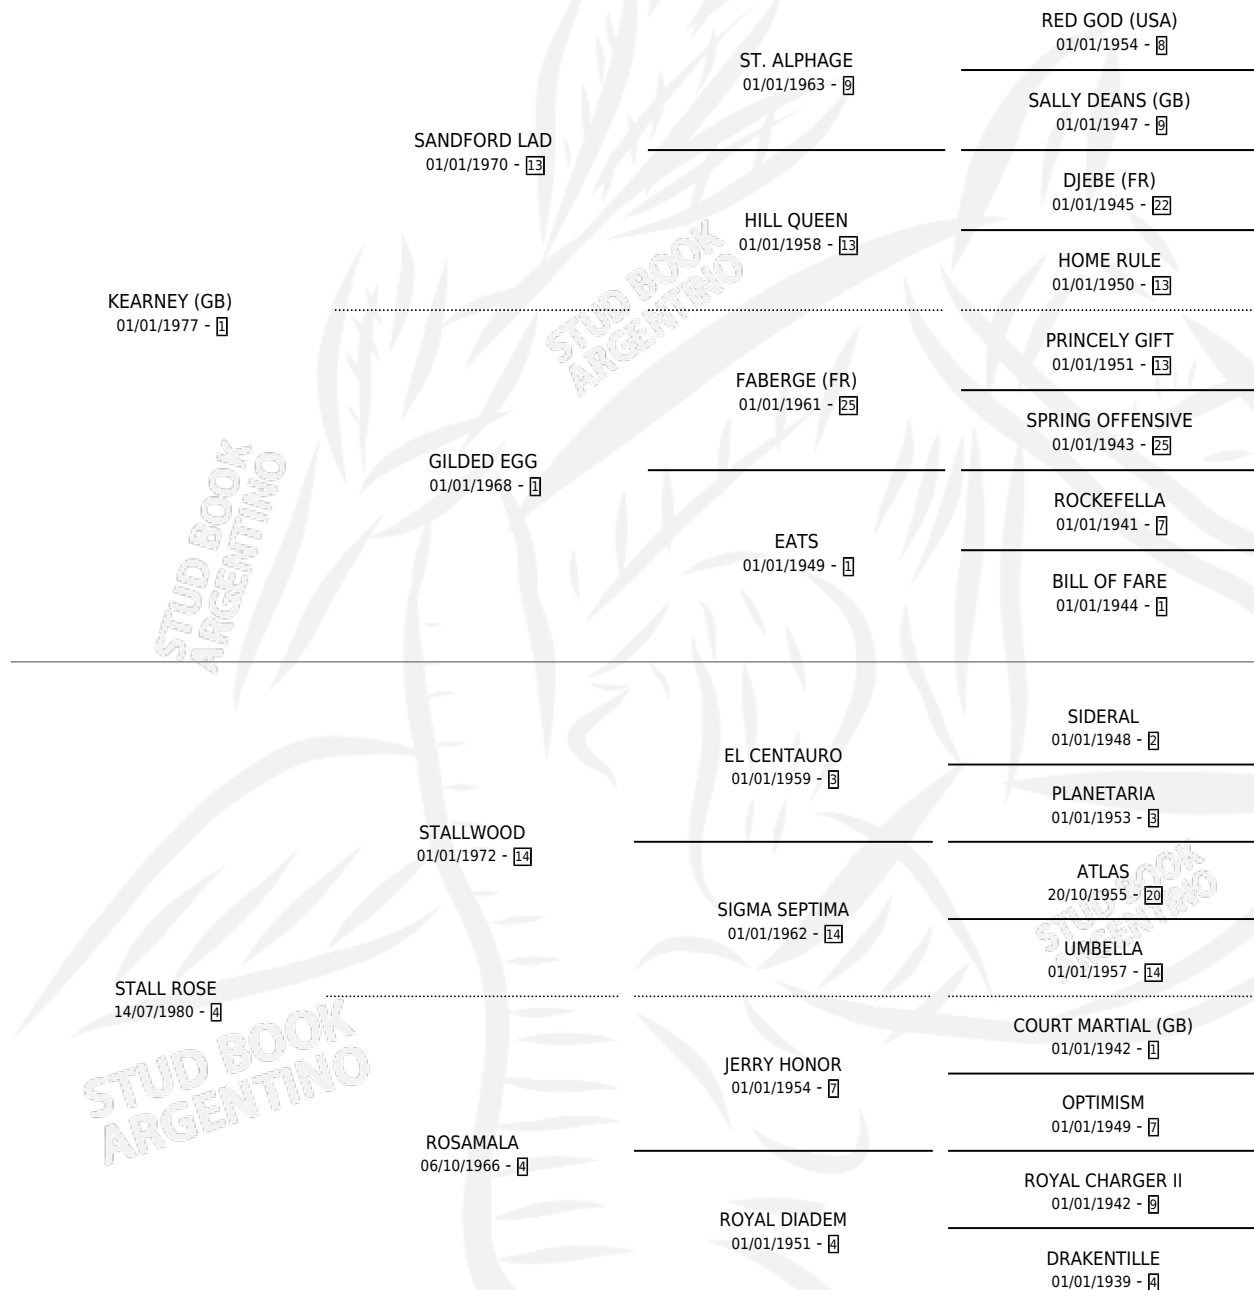 RED GOD (USA)
01/01/1954 - 8
ST. ALPHAGE
01/01/1963 - 9
SALLY DEANS (GB)
01/01/1947 - 9
SANDFORD LAD
01/01/1970 - 13
DJEBE (FR)
01/01/1945 - 22
HILL QUEEN
01/01/1958 - 13
HOME RULE
01/01/1950 - 13
KEARNEY (GB)
01/01/1977 - 1
PRINCELY GIFT
01/01/1951 - 13
FABERGE (FR)
01/01/1961 - 25
SPRING OFFENSIVE
01/01/1943 - 25
GILDED EGG
01/01/1968 - 1
ROCKEFELLA
01/01/1941 - 7
EATS
01/01/1949 - 1
BILL OF FARE
01/01/1944 - 1
SIDERAL
01/01/1948 - 2
EL CENTAURO
01/01/1959 - 3
PLANETARIA
01/01/1953 - 3
STALLWOOD
01/01/1972 - 14
ATLAS
20/10/1955 - 20
SIGMA SEPTIMA
01/01/1962 - 14
UMBELLA
01/01/1957 - 14
STALL ROSE
14/07/1980 - 4
COURT MARTIAL (GB)
01/01/1942 - 1
JERRY HONOR
01/01/1954 - 7
OPTIMISM
01/01/1949 - 7
ROSAMALA
06/10/1966 - 4
ROYAL CHARGER II
01/01/1942 - 9
ROYAL DIADEM
01/01/1951 - 4
DRAKENTILLE
01/01/1939 - 4
STUD BOOK
ARGENTINO
STUD BOOK
ARGENTINO
STUD BOOK
ARGENTINO
STUD BOOK
ARGENTINO